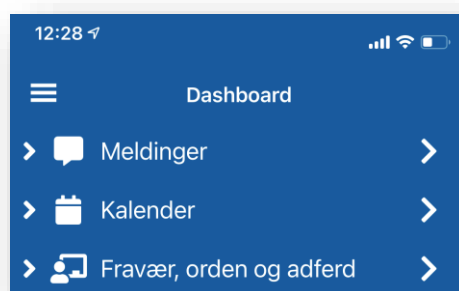 12:28
Dashboard
Meldinger
Kalender
Fravær, orden og adferd